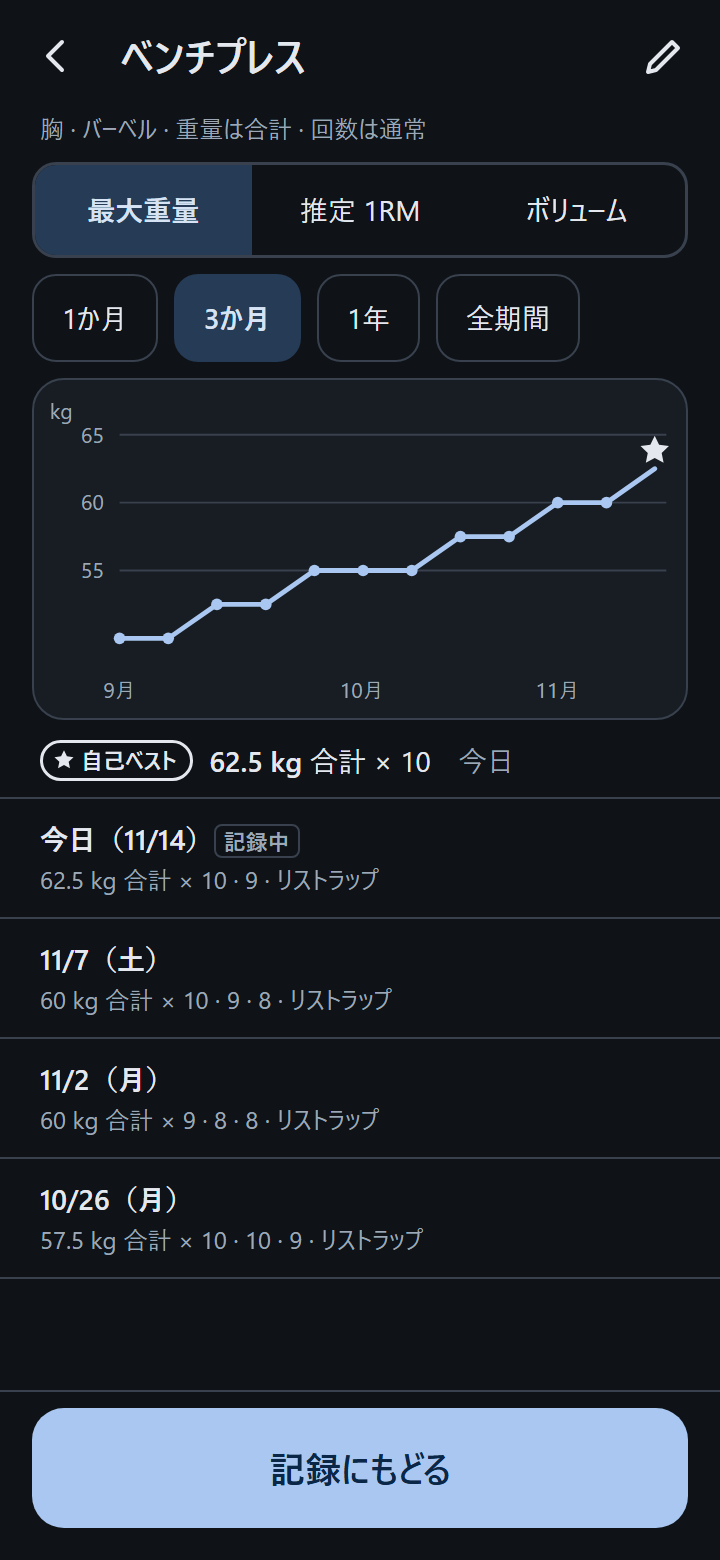 ベンチプレス
胸 · バーベル · 重量は合計 · 回数は通常
最大重量 推定 1RM ボリューム
1か月 3か月 1年 全期間
kg
65
60
55
9月 10月 11月
★ 自己ベスト 62.5 kg 合計 × 10 今日
今日（11/14） 記録中
62.5 kg 合計 × 10 · 9 · リストラップ
11/7（土）
60 kg 合計 × 10 · 9 · 8 · リストラップ
11/2（月）
60 kg 合計 × 9 · 8 · 8 · リストラップ
10/26（月）
57.5 kg 合計 × 10 · 10 · 9 · リストラップ
記録にもどる